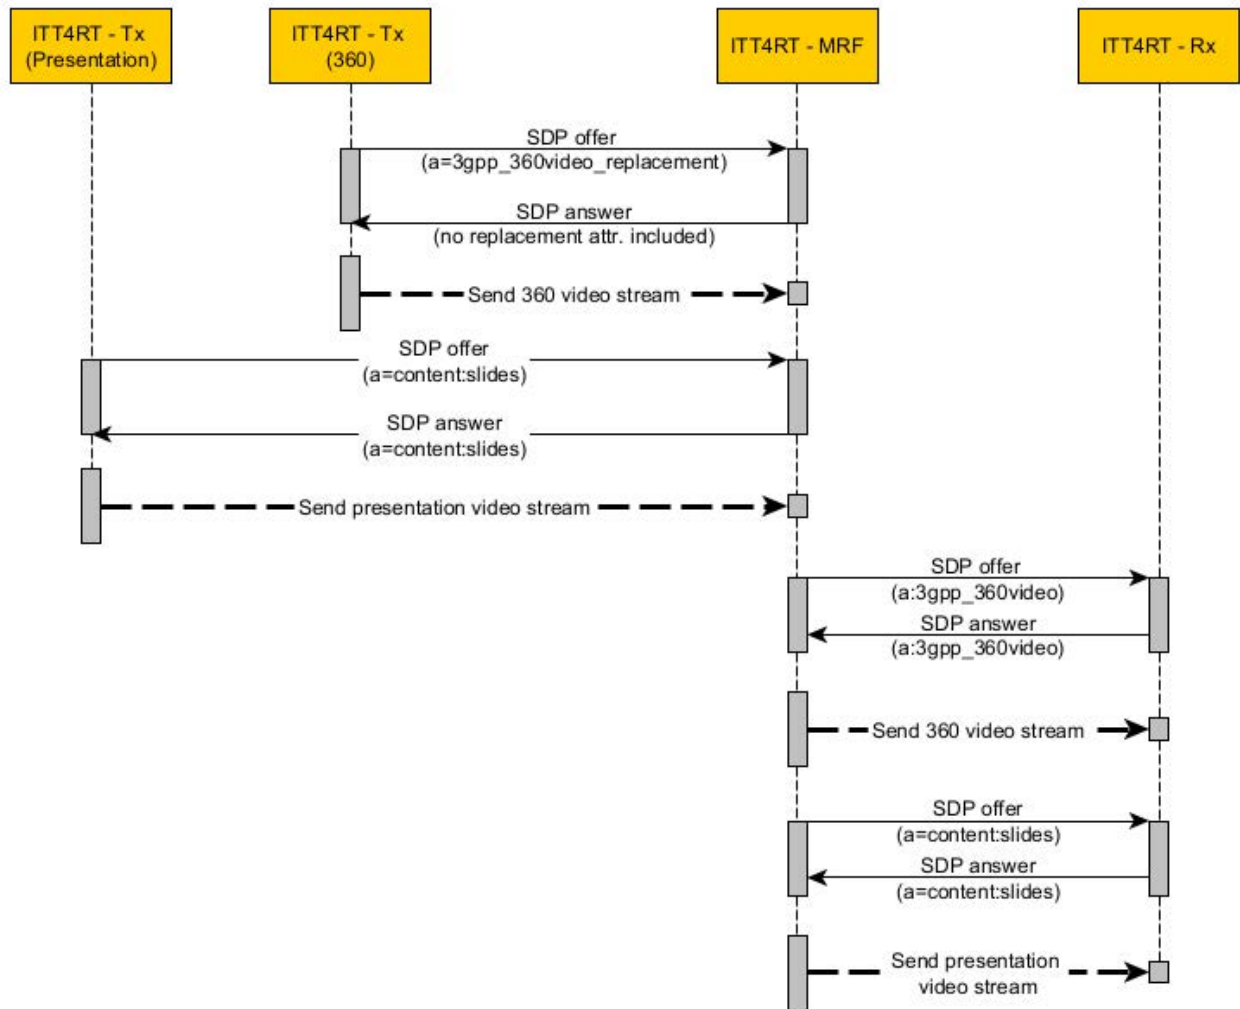 ITT4RT - Tx
(Presentation)
ITT4RT - Tx
(360)
ITT4RT - MRF
ITT4RT - Rx
SDP offer
(a=3gpp_360video_replacement)
SDP answer
(no replacement attr. included)
Send 360 video stream
SDP offer
(a=content:slides)
SDP answer
(a=content:slides)
Send presentation video stream
SDP offer
(a:3gpp_360video)
SDP answer
(a:3gpp_360video)
Send 360 video stream
SDP offer
(a=content:slides)
SDP answer
(a=content:slides)
Send presentation
video stream